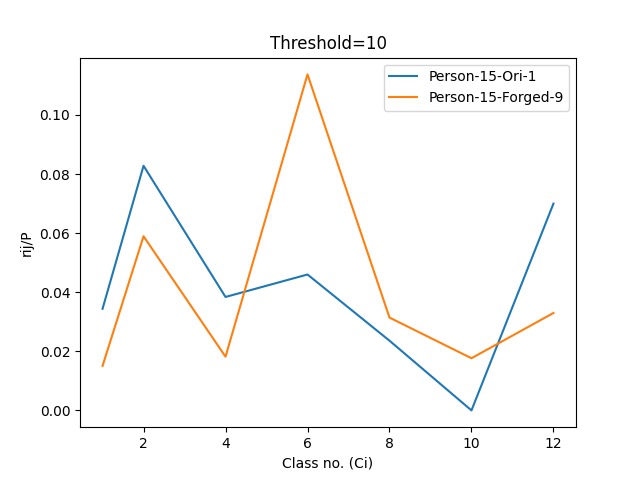 Threshold=10
Person-15-Ori-1
Person-15-Forged-9
0.10
0.08
0.06
0.04
0.02
0.00
rij/P
2 4 6 8 10 12
Class no. (Ci)